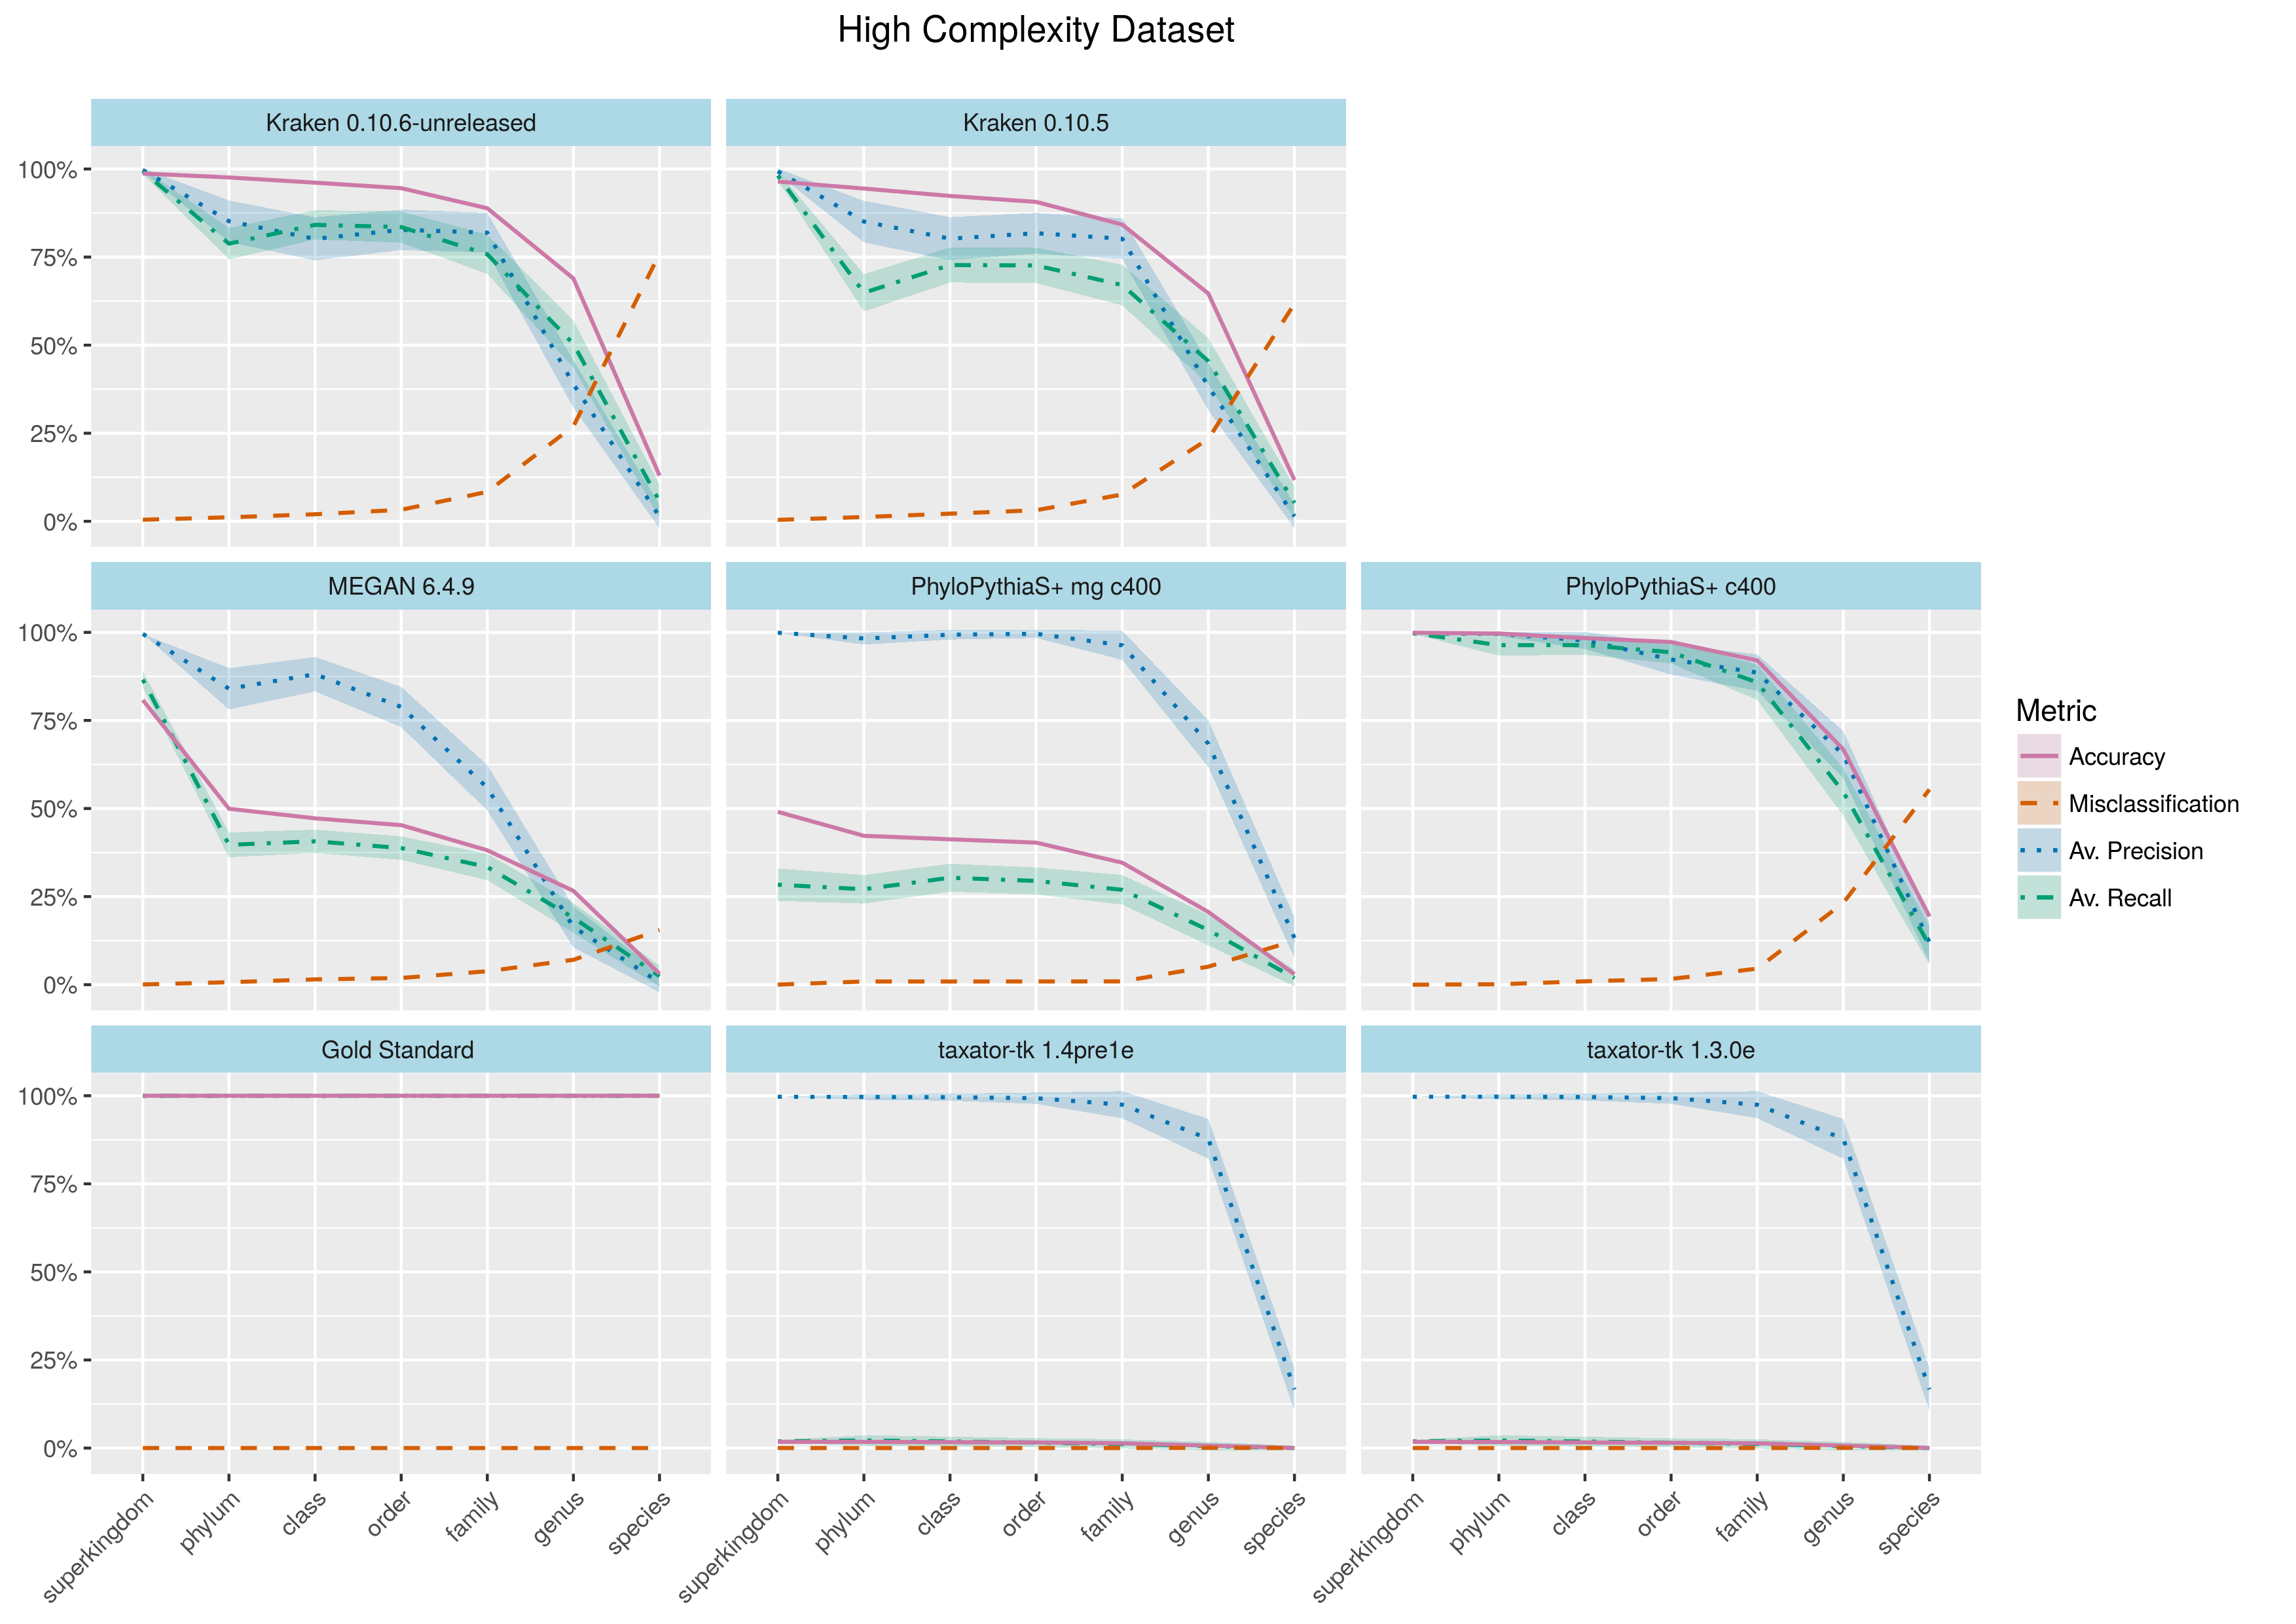 High Complexity Dataset
Kraken 0.10.6-unreleased
Kraken 0.10.5
100%
75%
50%
25%
0%
MEGAN 6.4.9
PhyloPythiaS+ mg c400
PhyloPythiaS+ c400
100%
75%
50%
25%
0%
Metric
Accuracy
Misclassification
Av. Precision
Av. Recall
Gold Standard
taxator-tk 1.4pre1e
taxator-tk 1.3.0e
100%
75%
50%
25%
0%
superkingdom
phylum
class
order
family
genus
species
superkingdom
phylum
class
order
family
genus
species
superkingdom
phylum
class
order
family
genus
species